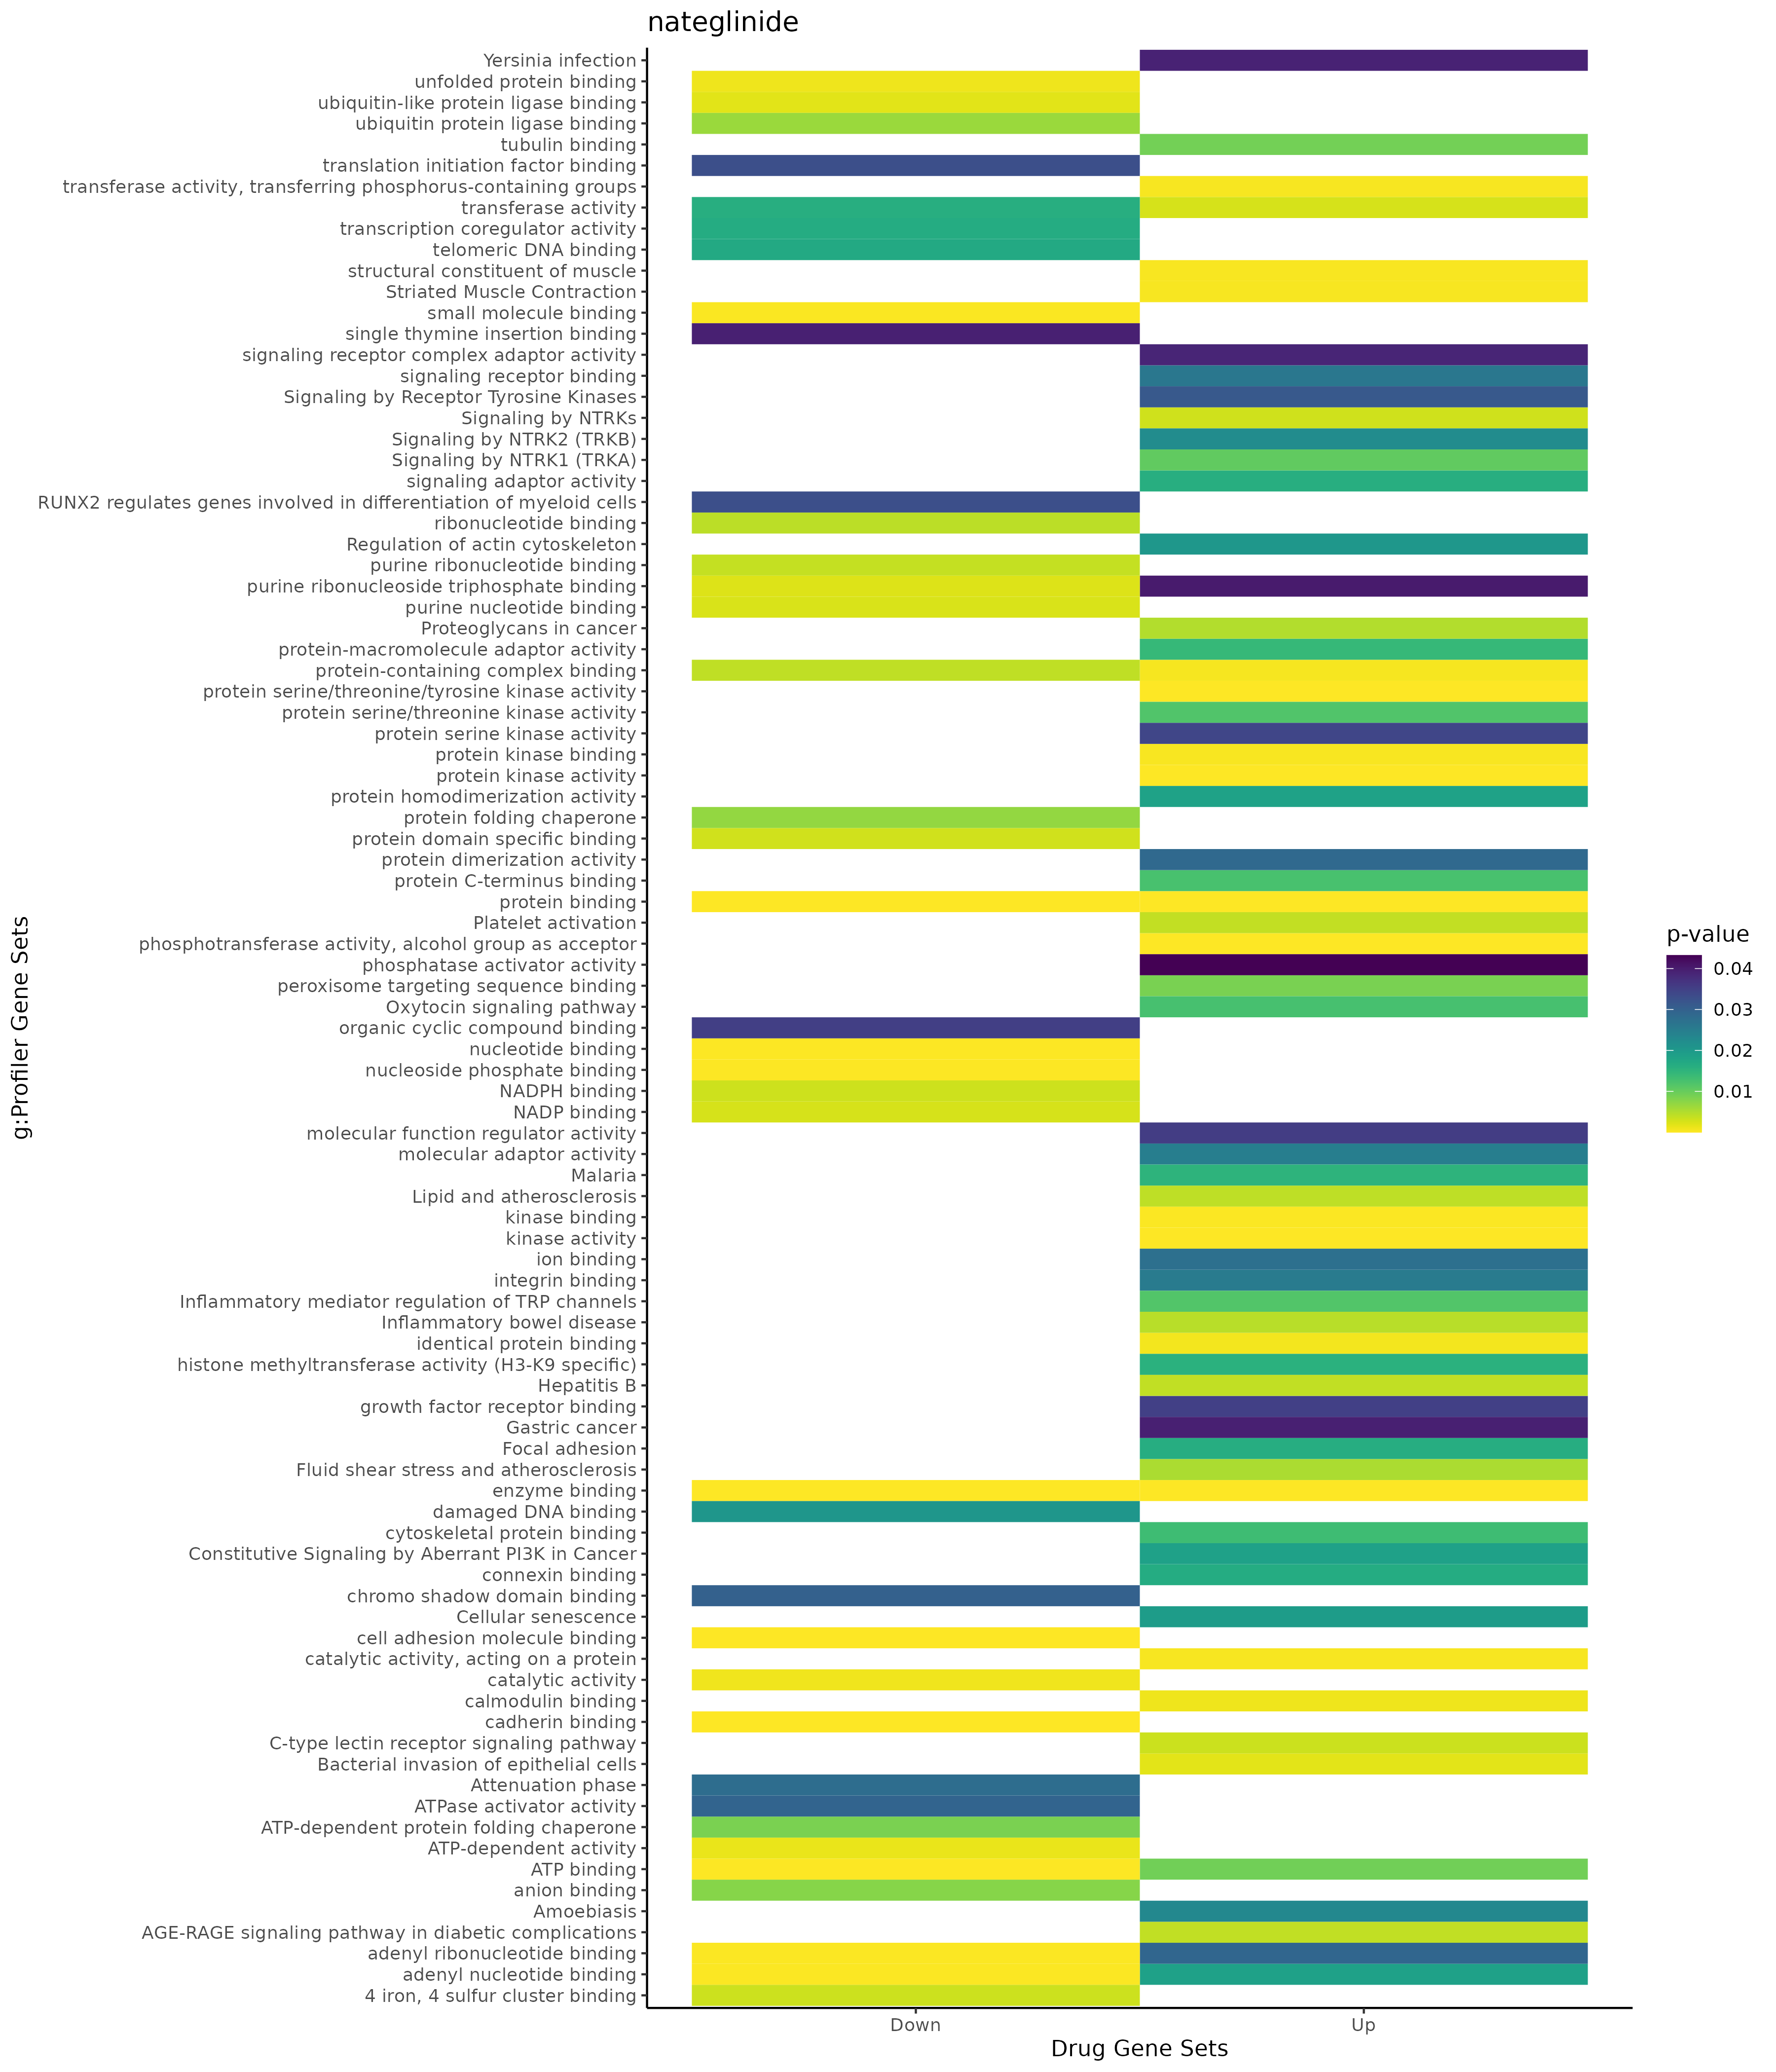 nateglinide
Yersinia infection
unfolded protein binding
ubiquitin-like protein ligase binding
ubiquitin protein ligase binding
tubulin binding
translation initiation factor binding
transferase activity, transferring phosphorus-containing groups
transferase activity
transcription coregulator activity
telomeric DNA binding
structural constituent of muscle
Striated Muscle Contraction
small molecule binding
single thymine insertion binding
signaling receptor complex adaptor activity
signaling receptor binding
Signaling by Receptor Tyrosine Kinases
Signaling by NTRKs
Signaling by NTRK2 (TRKB)
Signaling by NTRK1 (TRKA)
signaling adaptor activity
RUNX2 regulates genes involved in differentiation of myeloid cells
ribonucleotide binding
Regulation of actin cytoskeleton
purine ribonucleotide binding
purine ribonucleoside triphosphate binding
purine nucleotide binding
Proteoglycans in cancer
protein-macromolecule adaptor activity
protein-containing complex binding
protein serine/threonine/tyrosine kinase activity
protein serine/threonine kinase activity
protein serine kinase activity
protein kinase binding
protein kinase activity
protein homodimerization activity
protein folding chaperone
protein domain specific binding
protein dimerization activity
protein C-terminus binding
protein binding
Platelet activation
phosphotransferase activity, alcohol group as acceptor
phosphatase activator activity
peroxisome targeting sequence binding
Oxytocin signaling pathway
organic cyclic compound binding
nucleotide binding
nucleoside phosphate binding
NADPH binding
NADP binding
molecular function regulator activity
molecular adaptor activity
Malaria
Lipid and atherosclerosis
kinase binding
kinase activity
ion binding
integrin binding
Inflammatory mediator regulation of TRP channels
Inflammatory bowel disease
identical protein binding
histone methyltransferase activity (H3-K9 specific)
Hepatitis B
growth factor receptor binding
Gastric cancer
Focal adhesion
Fluid shear stress and atherosclerosis
enzyme binding
damaged DNA binding
cytoskeletal protein binding
Constitutive Signaling by Aberrant PI3K in Cancer
connexin binding
chromo shadow domain binding
Cellular senescence
cell adhesion molecule binding
catalytic activity, acting on a protein
catalytic activity
calmodulin binding
cadherin binding
C-type lectin receptor signaling pathway
Bacterial invasion of epithelial cells
Attenuation phase
ATPase activator activity
ATP-dependent protein folding chaperone
ATP-dependent activity
ATP binding
anion binding
Amoebiasis
AGE-RAGE signaling pathway in diabetic complications
adenyl ribonucleotide binding
adenyl nucleotide binding
4 iron, 4 sulfur cluster binding
Down
Up
Drug Gene Sets
g:Profiler Gene Sets
p-value
0.04
0.03
0.02
0.01